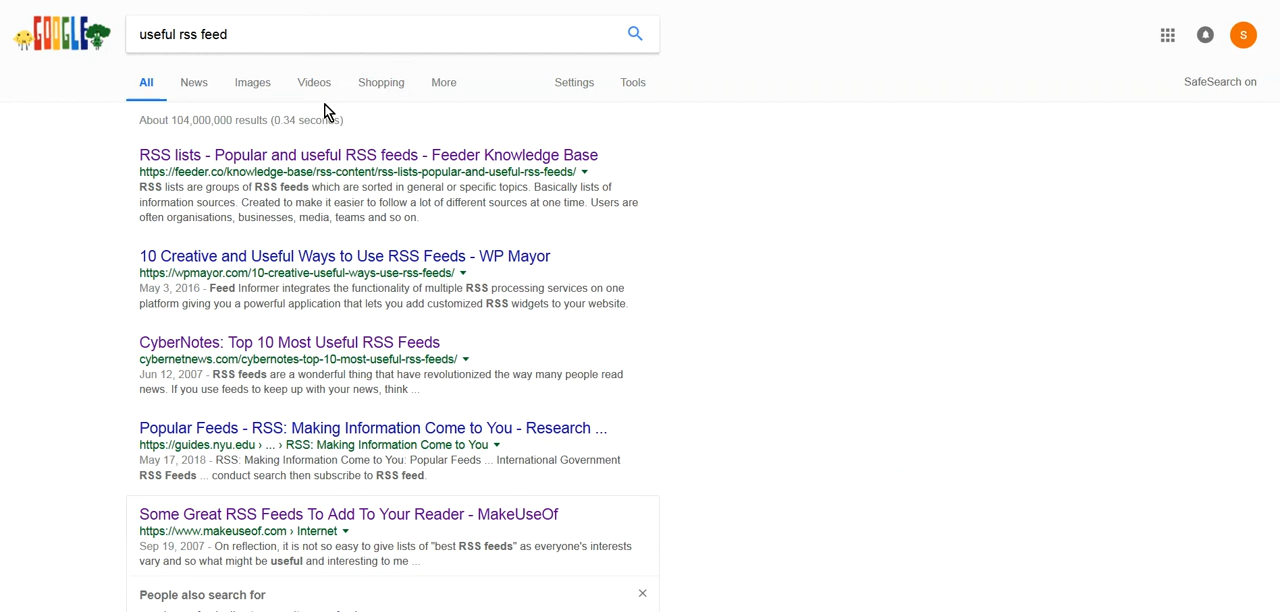 GOOGLE
useful rss feed
S
All News Images Videos Shopping More Settings Tools SafeSearch on
About 104,000,000 results (0.34 seconds)
RSS lists - Popular and useful RSS feeds - Feeder Knowledge Base
https://feeder.co/knowledge-base/rss-content/rss-lists-popular-and-useful-rss-feeds/
RSS lists are groups of RSS feeds which are sorted in general or specific topics. Basically lists of
information sources. Created to make it easier to follow a lot of different sources at one time. Users are
often organisations, businesses, media, teams and so on.
10 Creative and Useful Ways to Use RSS Feeds - WP Mayor
https://wpmayor.com/10-creative-useful-ways-use-rss-feeds/
May 3, 2016 - Feed Informer integrates the functionality of multiple RSS processing services on one
platform giving you a powerful application that lets you add customized RSS widgets to your website.
CyberNotes: Top 10 Most Useful RSS Feeds
cybernetnews.com/cybernotes-top-10-most-useful-rss-feeds/
Jun 12, 2007 - RSS feeds are a wonderful thing that have revolutionized the way many people read
news. If you use feeds to keep up with your news, think ...
Popular Feeds - RSS: Making Information Come to You - Research ...
https://guides.nyu.edu › ... › RSS: Making Information Come to You
May 17, 2018 - RSS: Making Information Come to You: Popular Feeds ... International Government
RSS Feeds ... conduct search then subscribe to RSS feed.
Some Great RSS Feeds To Add To Your Reader - MakeUseOf
https://www.makeuseof.com › Internet
Sep 19, 2007 - On reflection, it is not so easy to give lists of "best RSS feeds" as everyone's interests
vary and so what might be useful and interesting to me ...
People also search for